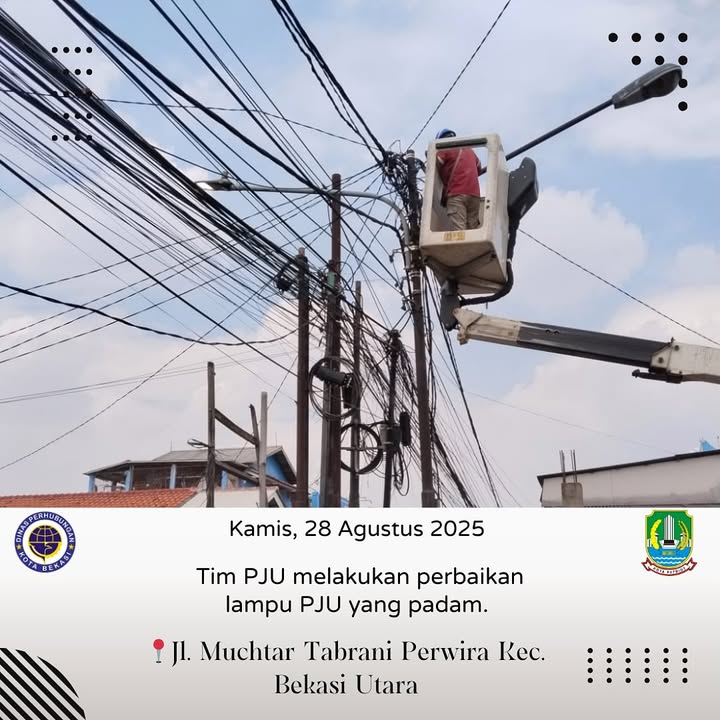 Kamis, 28 Agustus 2025
DINAS PERHUBUNGAN
KOTA BEKASI
Tim PJU melakukan perbaikan
lampu PJU yang padam.
Jl. Muchtar Tabrani Perwira Kec.
Bekasi Utara